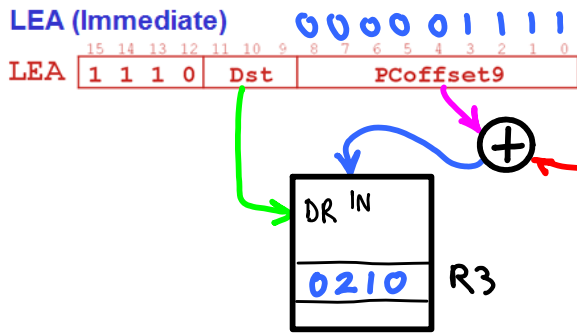 LEA (Immediate) 0 0 0 0 0 1 1 1 1
15 14 13 12 11 10 9 8 7 6 5 4 3 2 1 0
LEA 1 1 1 0 Dst PCoffset9
+
DR IN
0210 R3